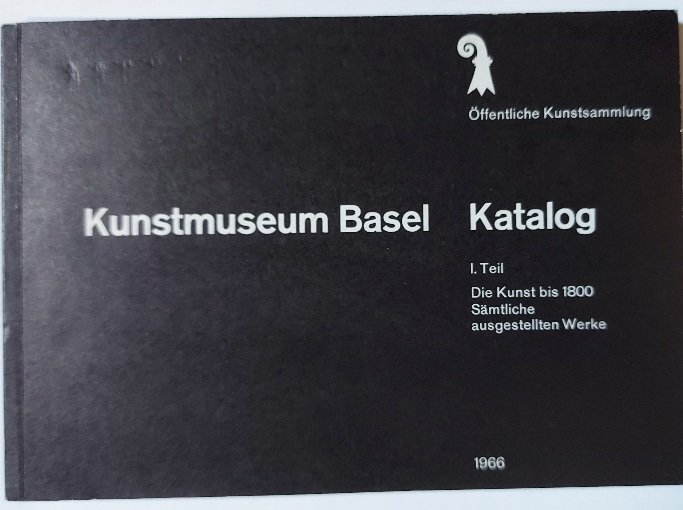 Öffentliche Kunstsammlung
Kunstmuseum Basel Katalog
I. Teil
Die Kunst bis 1800
Sämtliche
ausgestellten Werke
1966